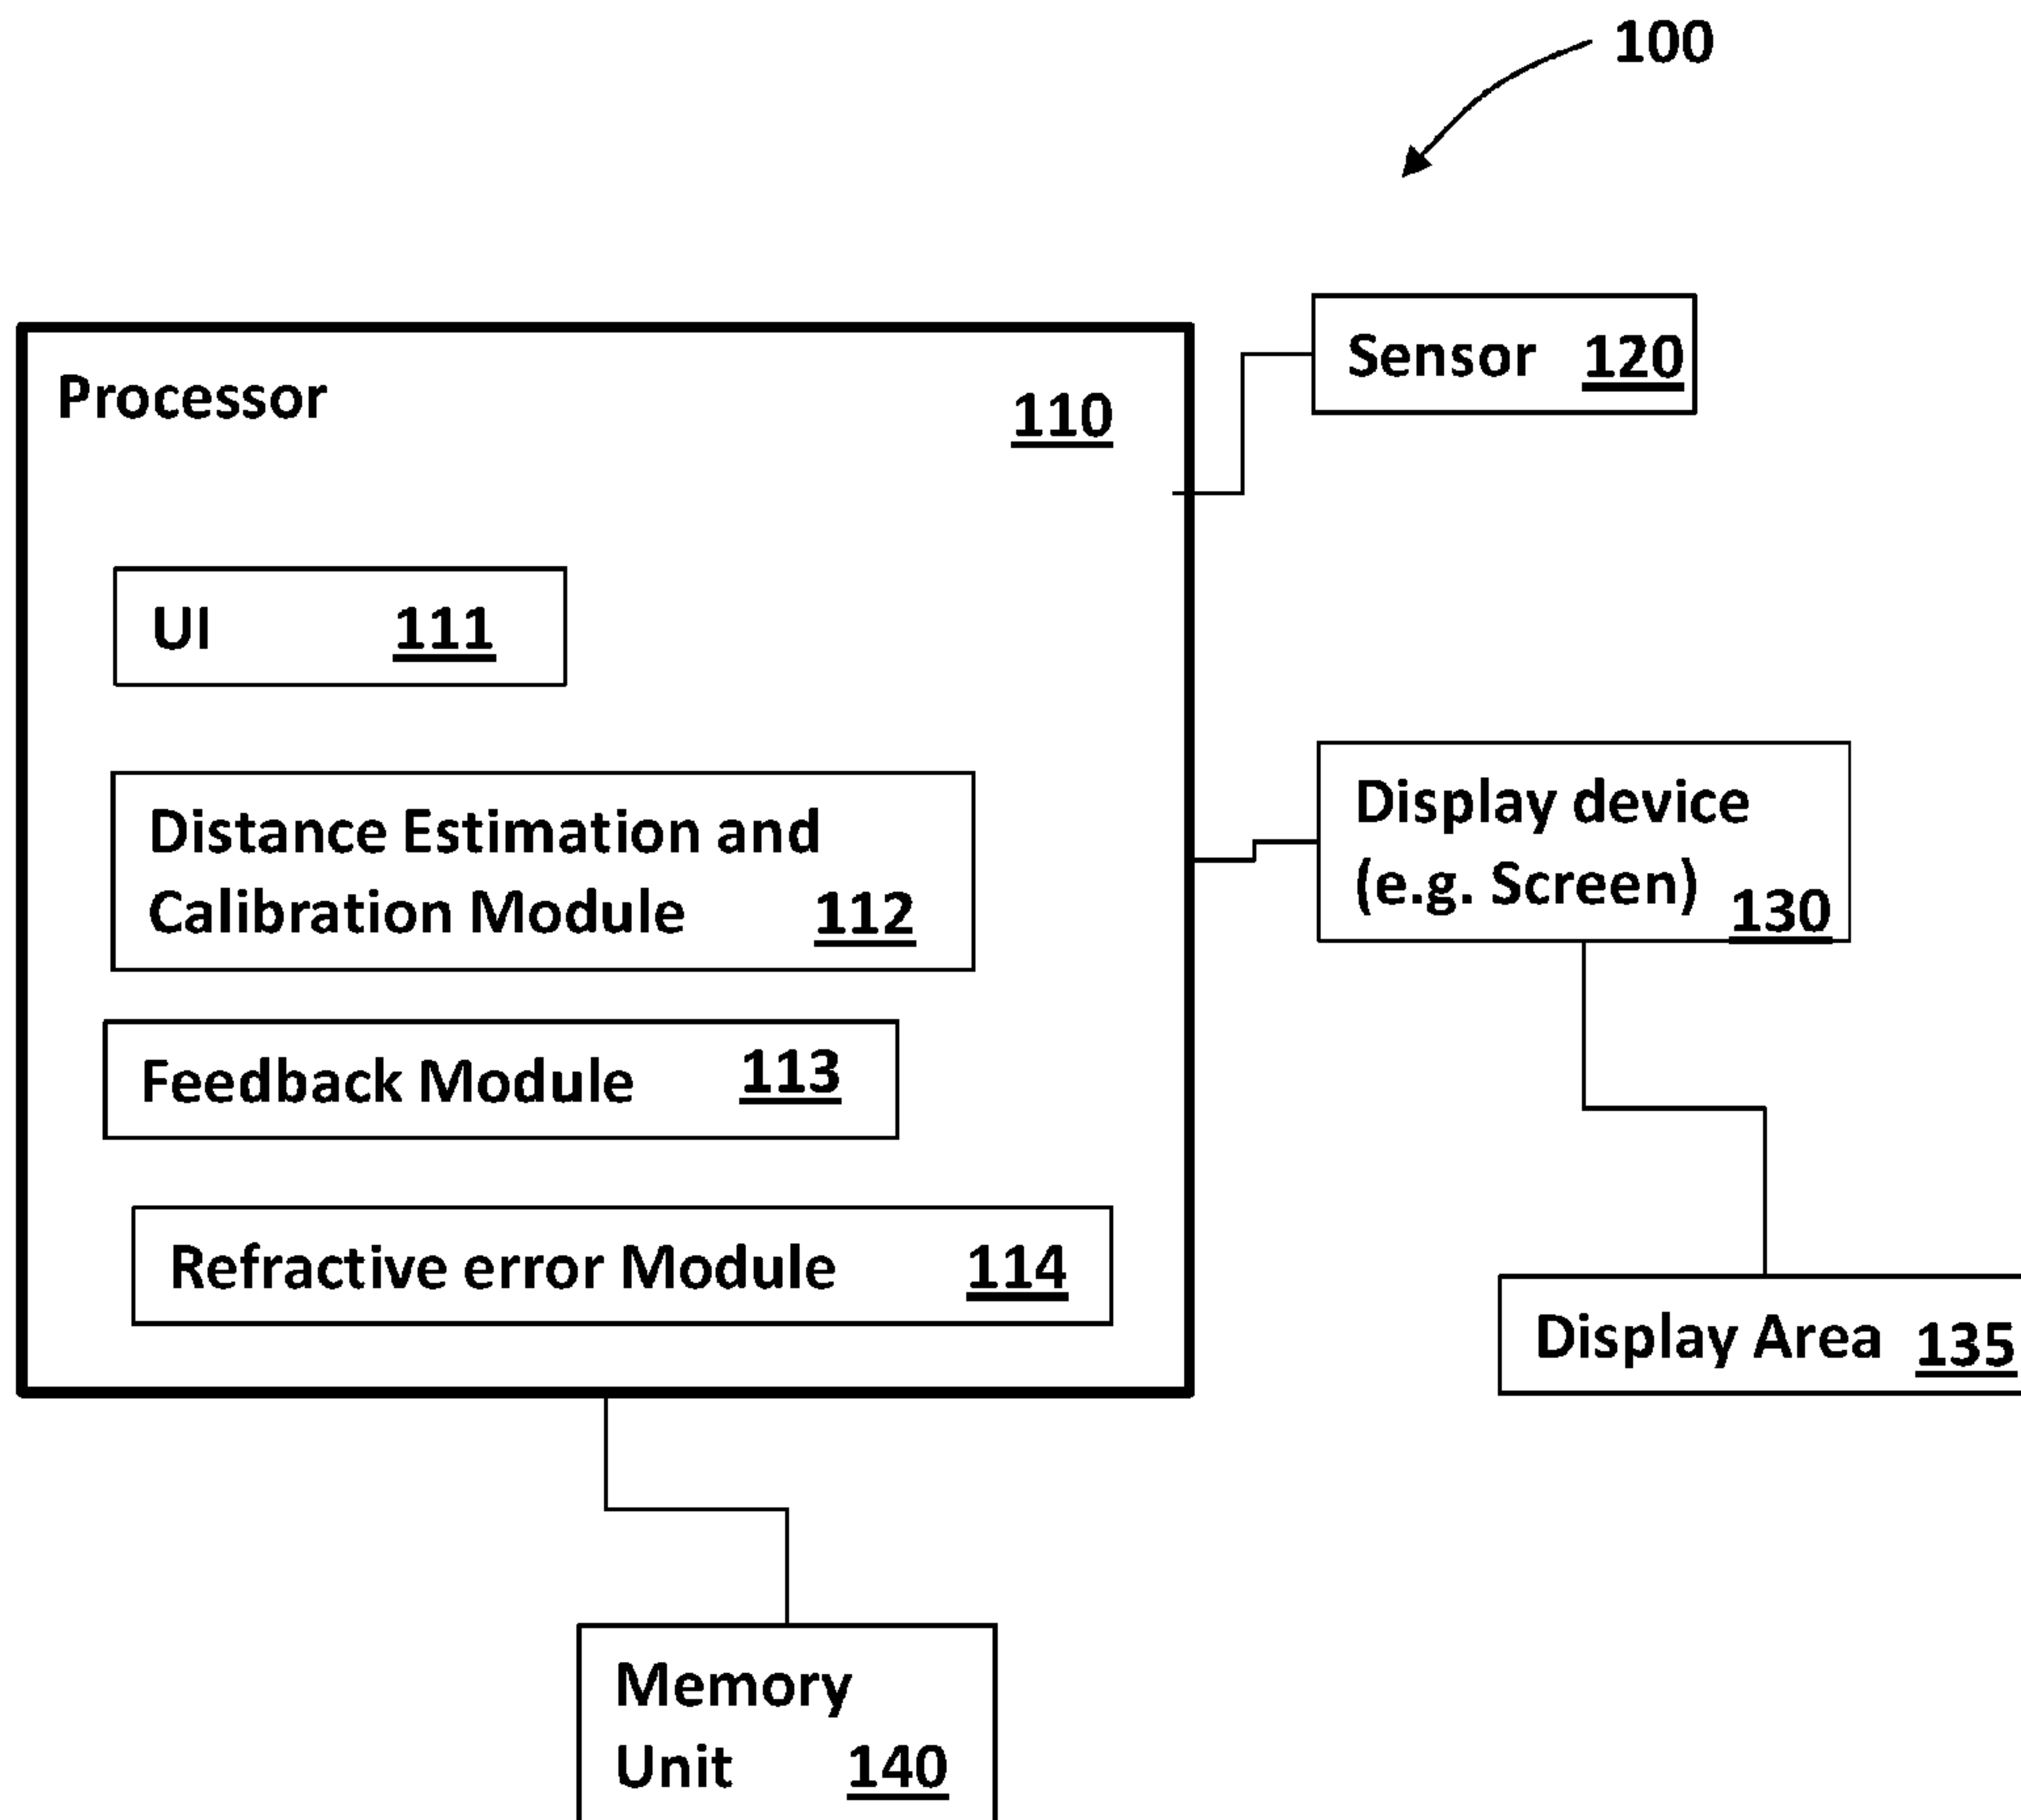 100
Sensor 120
Processor
110
UI 111
Display device
(e.g. Screen) 130
Distance Estimation and
Calibration Module 112
Feedback Module 113
Refractive error Module 114
Display Area 135
Memory
Unit 140